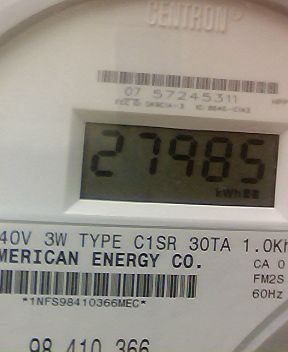 CENTRON®
07 57245311
27985
kWh
40V 3W TYPE C1SR 30TA 1.0Kh
MERICAN ENERGY CO.
CA 0
FM2S
*1NFS98410366MEC*
60Hz
98 410 366